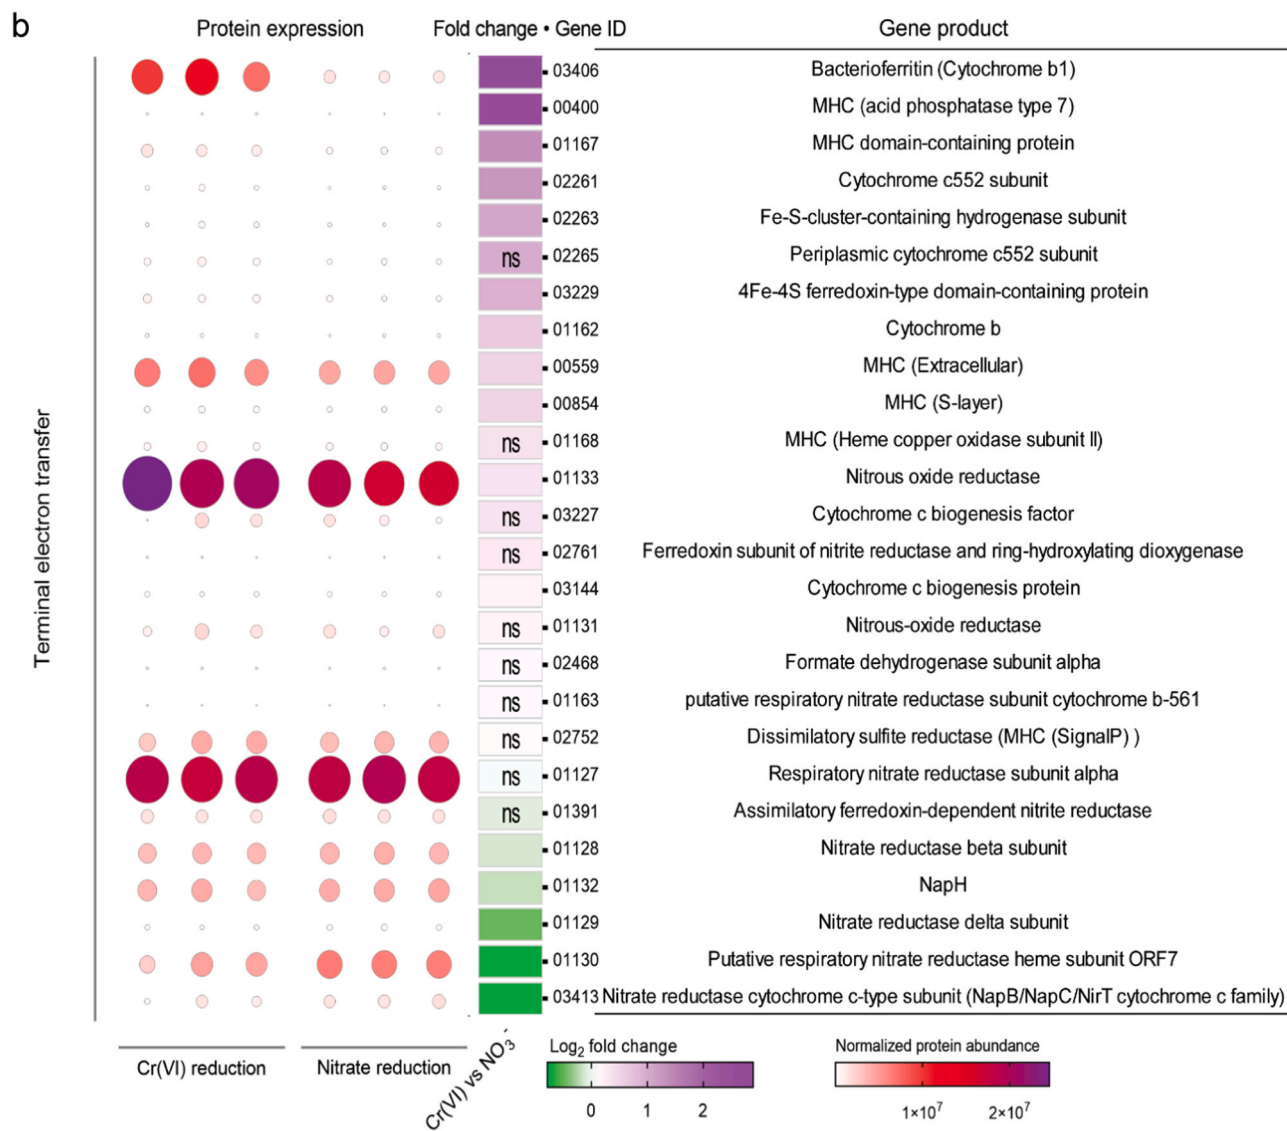 b
Protein expression
Fold change • Gene ID
Gene product
Terminal electron transfer
03406 Bacterioferritin (Cytochrome b1)
00400 MHC (acid phosphatase type 7)
01167 MHC domain-containing protein
02261 Cytochrome c552 subunit
02263 Fe-S-cluster-containing hydrogenase subunit
ns 02265 Periplasmic cytochrome c552 subunit
03229 4Fe-4S ferredoxin-type domain-containing protein
01162 Cytochrome b
00559 MHC (Extracellular)
00854 MHC (S-layer)
ns 01168 MHC (Heme copper oxidase subunit II)
01133 Nitrous oxide reductase
ns 03227 Cytochrome c biogenesis factor
ns 02761 Ferredoxin subunit of nitrite reductase and ring-hydroxylating dioxygenase
03144 Cytochrome c biogenesis protein
ns 01131 Nitrous-oxide reductase
ns 02468 Formate dehydrogenase subunit alpha
ns 01163 putative respiratory nitrate reductase subunit cytochrome b-561
ns 02752 Dissimilatory sulfite reductase (MHC (SignalP) )
ns 01127 Respiratory nitrate reductase subunit alpha
ns 01391 Assimilatory ferredoxin-dependent nitrite reductase
01128 Nitrate reductase beta subunit
01132 NapH
01129 Nitrate reductase delta subunit
01130 Putative respiratory nitrate reductase heme subunit ORF7
03413 Nitrate reductase cytochrome c-type subunit (NapB/NapC/NirT cytochrome c family)
Cr(VI) reduction
Nitrate reduction
Cr(VI) vs NO₃⁻
Log₂ fold change
0 1 2
Normalized protein abundance
1×10⁷ 2×10⁷